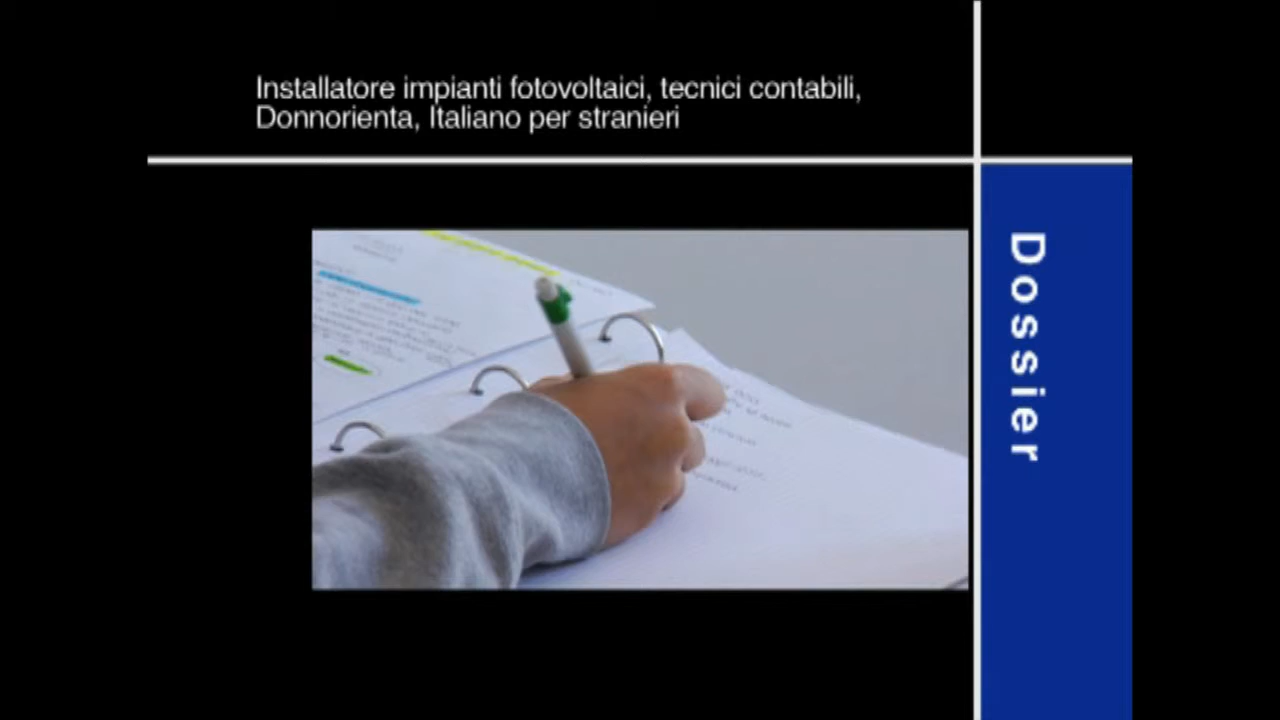 Installatore impianti fotovoltaici, tecnici contabili,
Donnorienta, Italiano per stranieri
Dossier